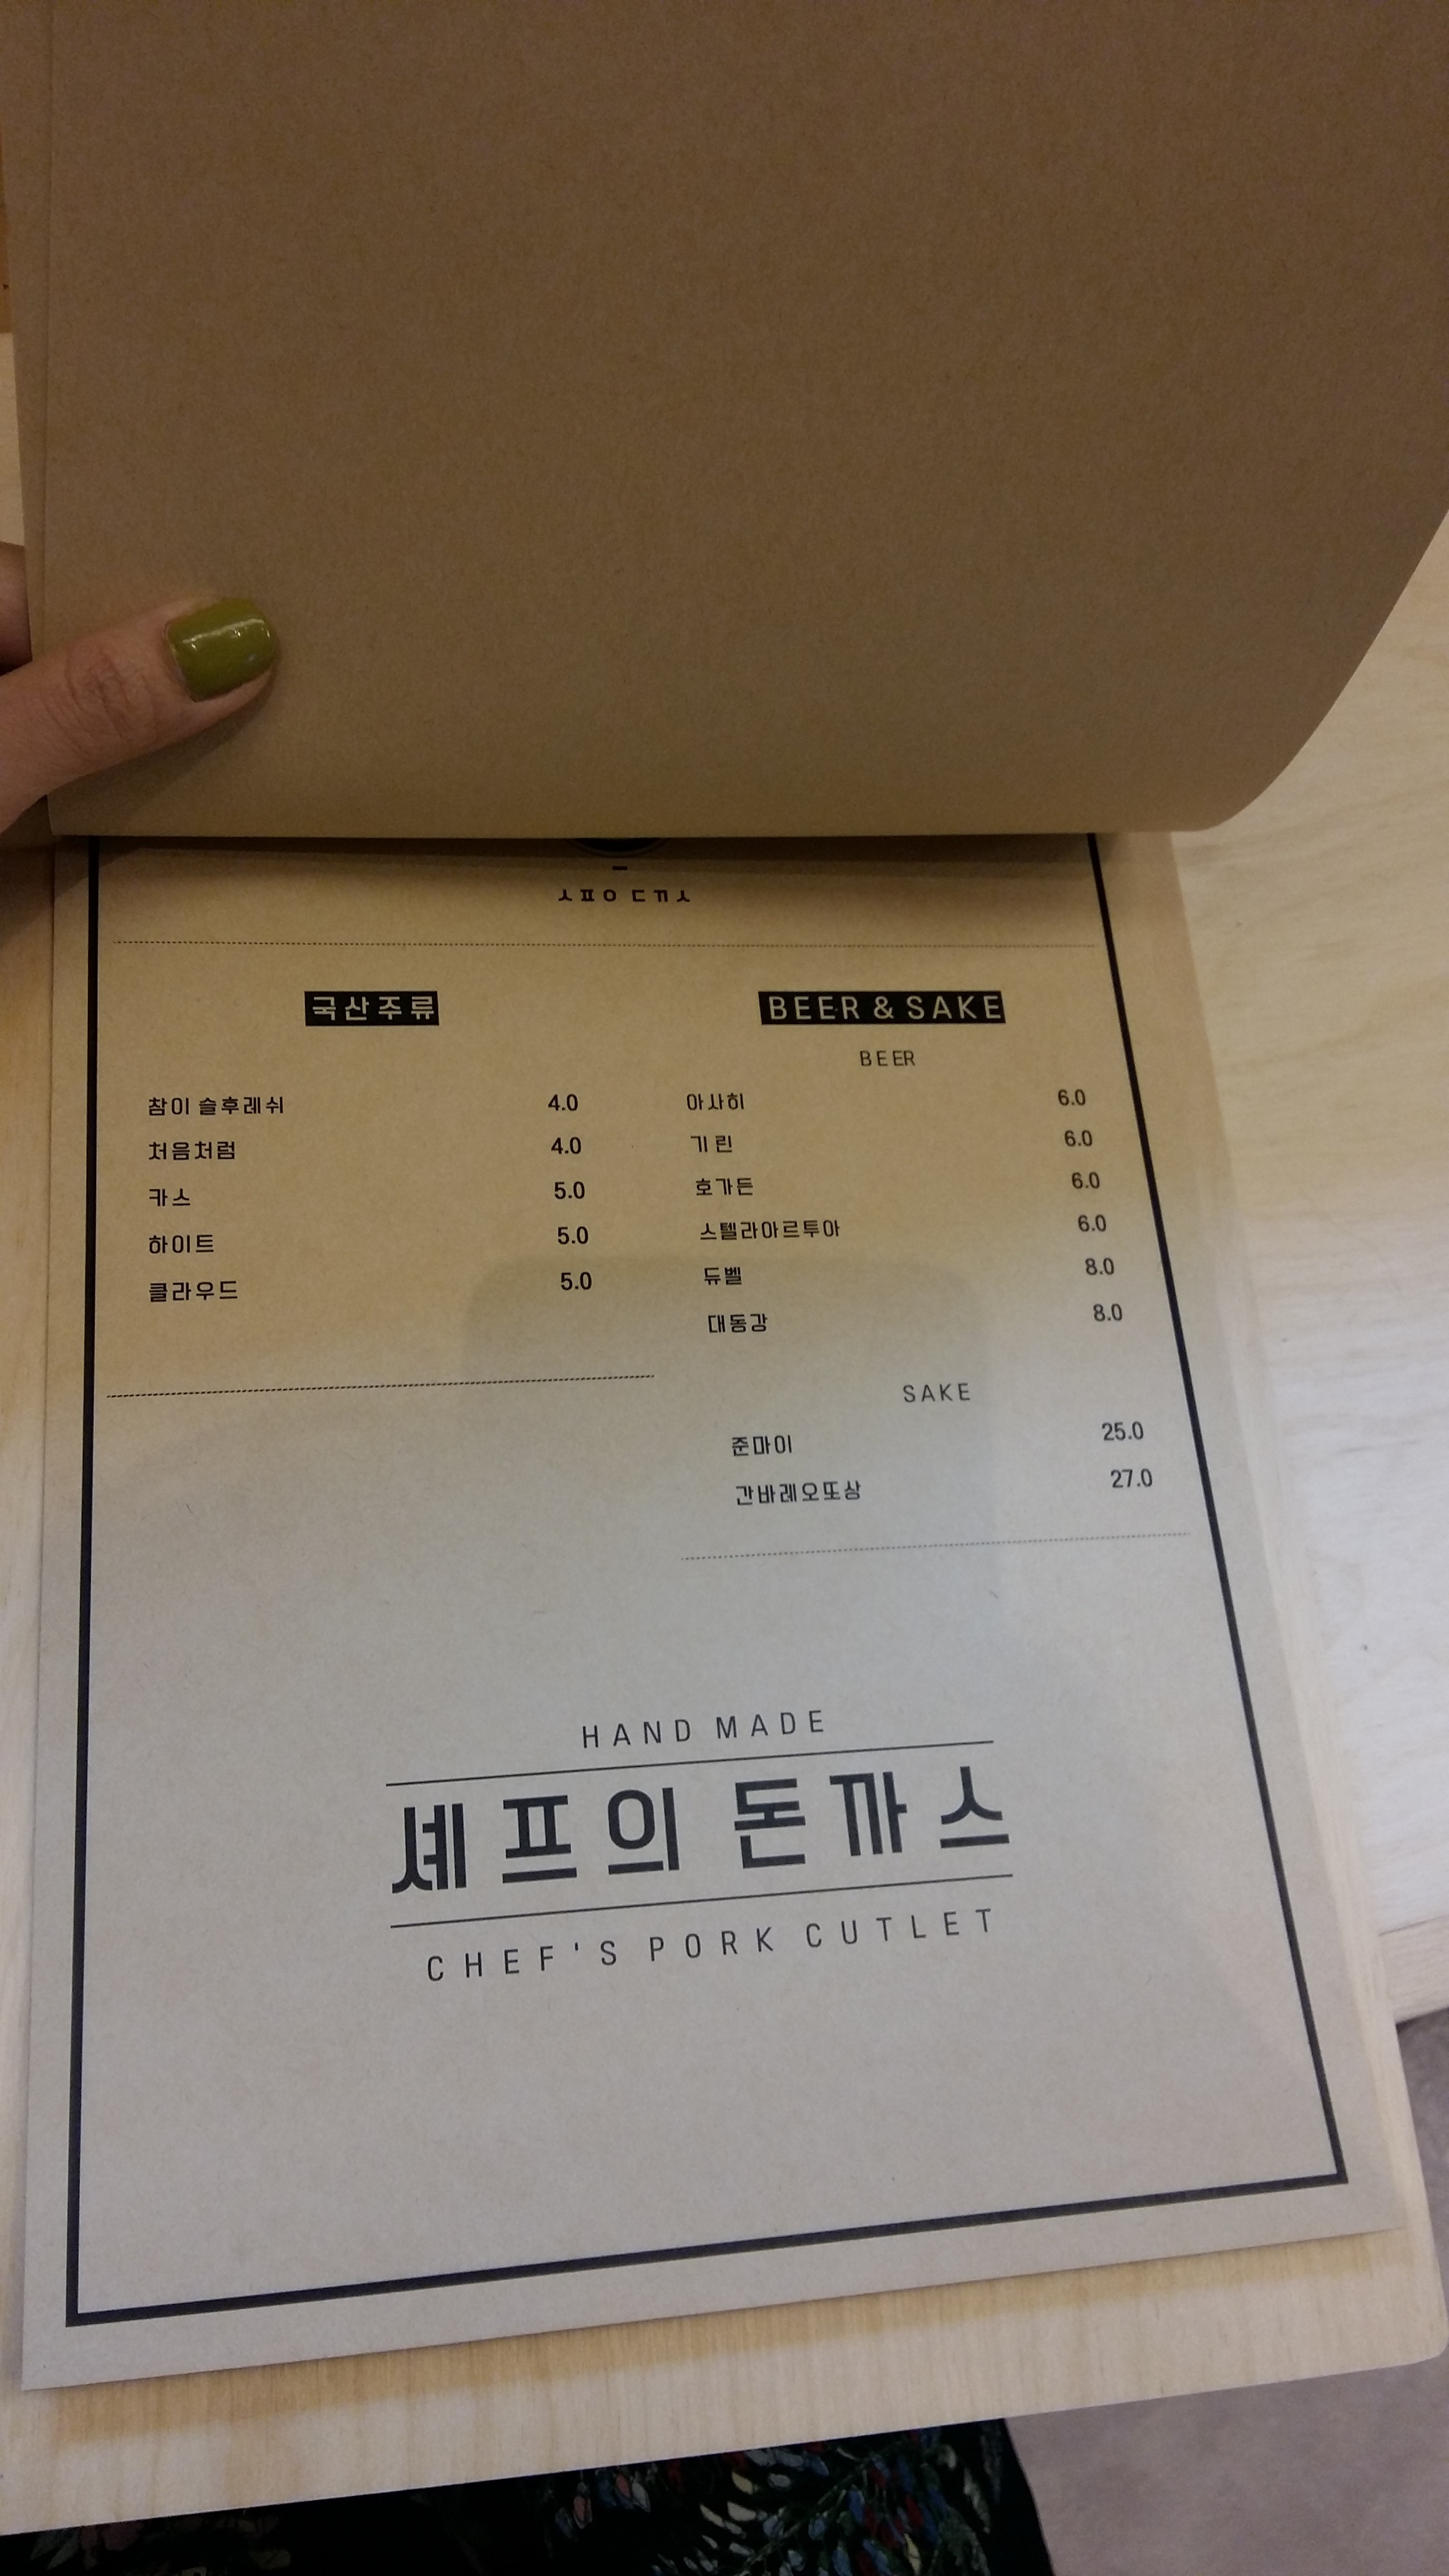 ㅅㅍㅇ ㄷㄲㅅ
국산주류
참이슬후레쉬 4.0
처음처럼 4.0
카스 5.0
하이트 5.0
클라우드 5.0
BEER & SAKE
BEER
아사히 6.0
기린 6.0
호가든 6.0
스텔라아르투아 6.0
듀벨 8.0
대동강 8.0
SAKE
준마이 25.0
간바레오또상 27.0
HAND MADE
셰프의 돈까스
CHEF'S PORK CUTLET